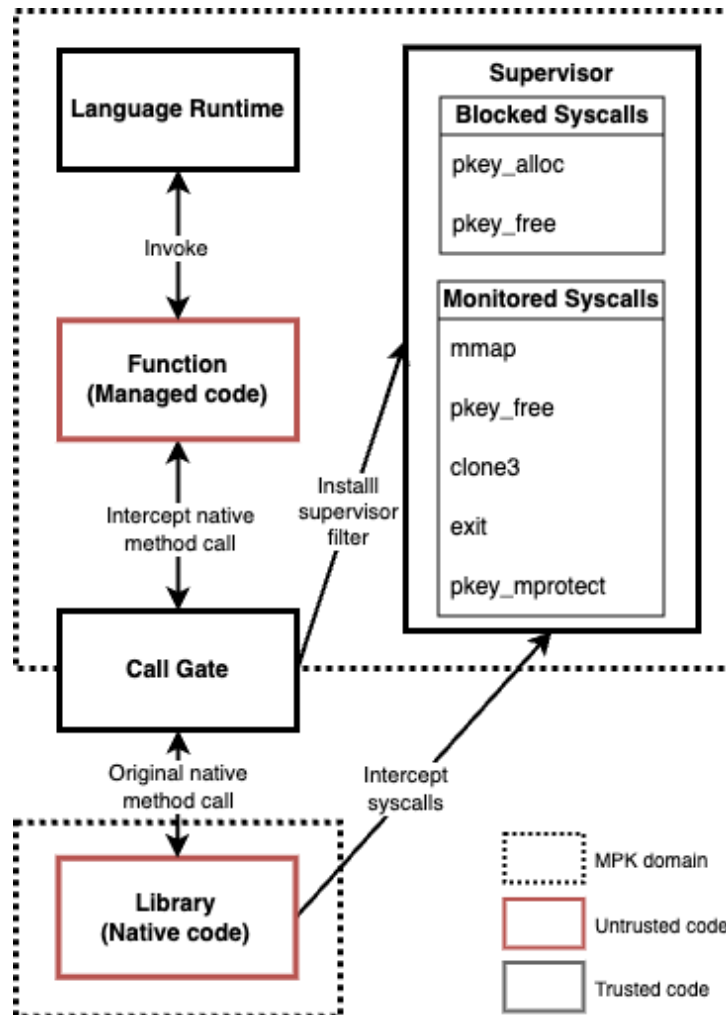 Language Runtime
Invoke
Function
(Managed code)
Intercept native
method call
Call Gate
Original native
method call
Library
(Native code)
Installl
supervisor
filter
Supervisor
Blocked Syscalls
pkey_alloc
pkey_free
Monitored Syscalls
mmap
pkey_free
clone3
exit
pkey_mprotect
Intercept
syscalls
MPK domain
Untrusted code
Trusted code